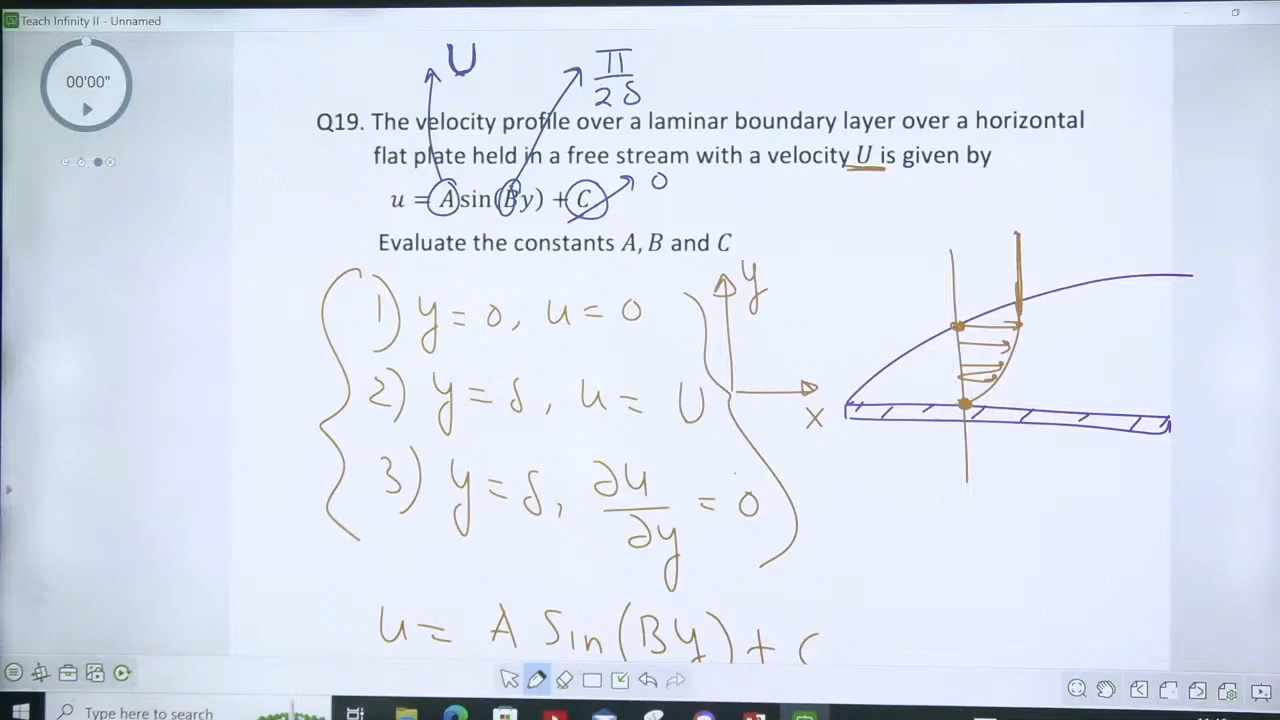 Teach Infinity II - Unnamed
00'00"
U
π/2δ
Q19. The velocity profile over a laminar boundary layer over a horizontal
flat plate held in a free stream with a velocity U is given by
u = A sin(By) + C
0
Evaluate the constants A, B and C
1) y = 0, u = 0
2) y = δ, u = U
3) y = δ, ∂u/∂y = 0
y
x
u = A Sin(By) + C
Type here to search